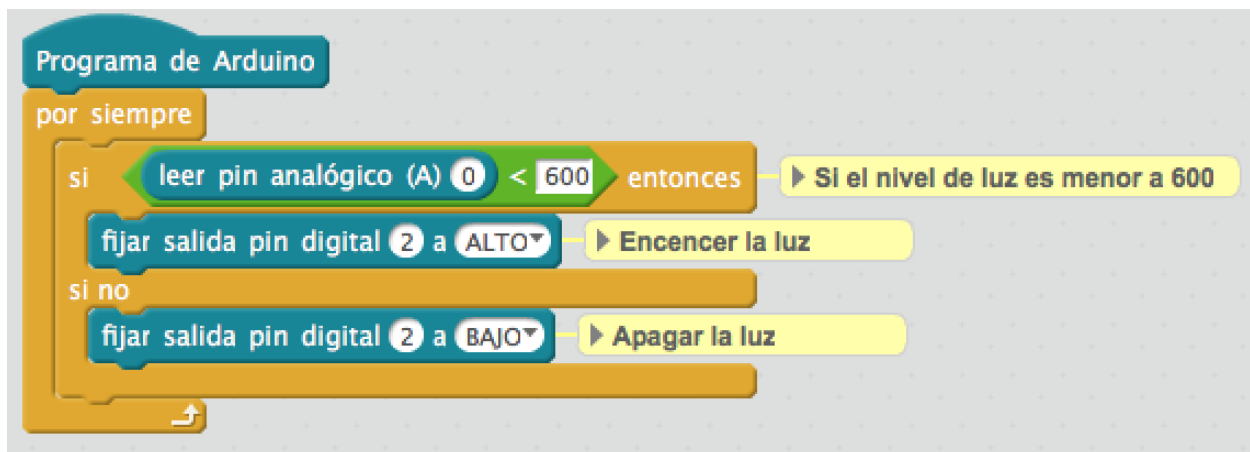 Programa de Arduino
por siempre
si leer pin analógico (A) 0 < 600 entonces Si el nivel de luz es menor a 600
fijar salida pin digital 2 a ALTO Encencer la luz
si no
fijar salida pin digital 2 a BAJO Apagar la luz